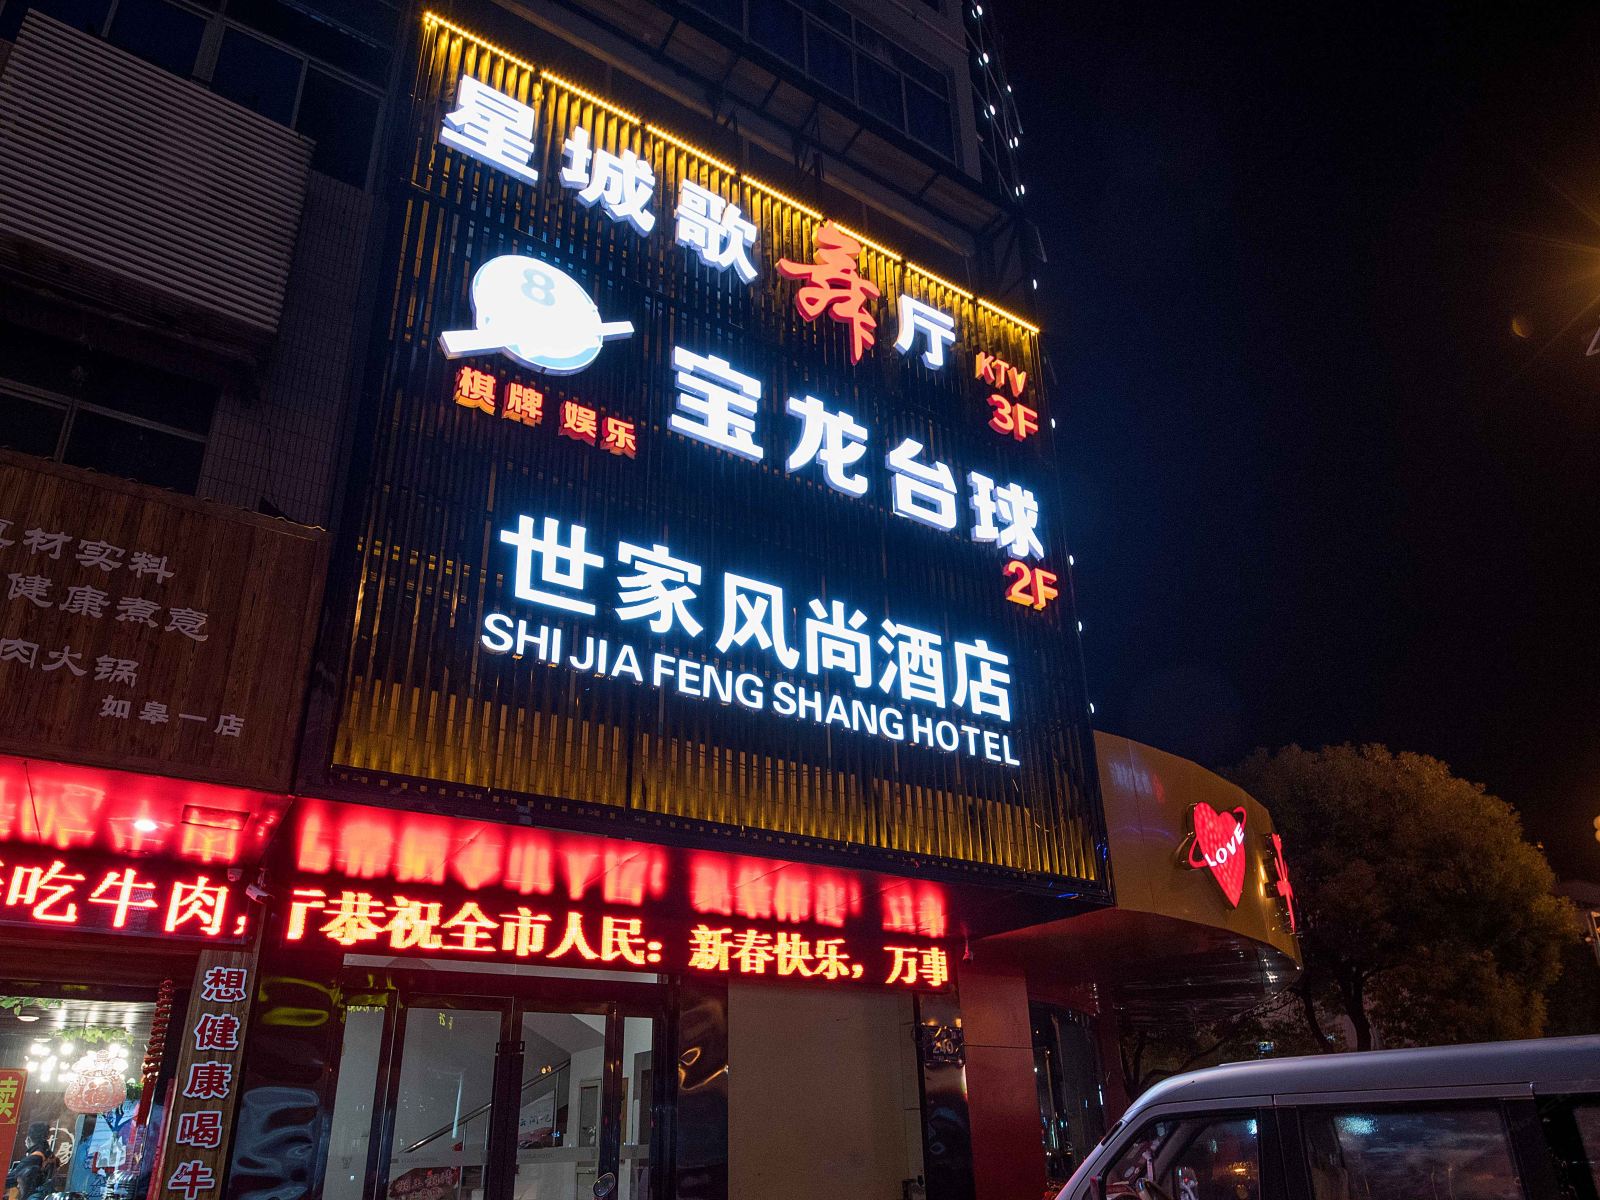 星城歌舞厅
KTV
3F
8
棋牌 娱乐
宝龙台球
2F
世家风尚酒店
SHI JIA FENG SHANG HOTEL
材实料
健康煮意
肉火锅
如皋一店
LOVE
吃牛肉，
厅恭祝全市人民：新春快乐，万事
想健康喝牛